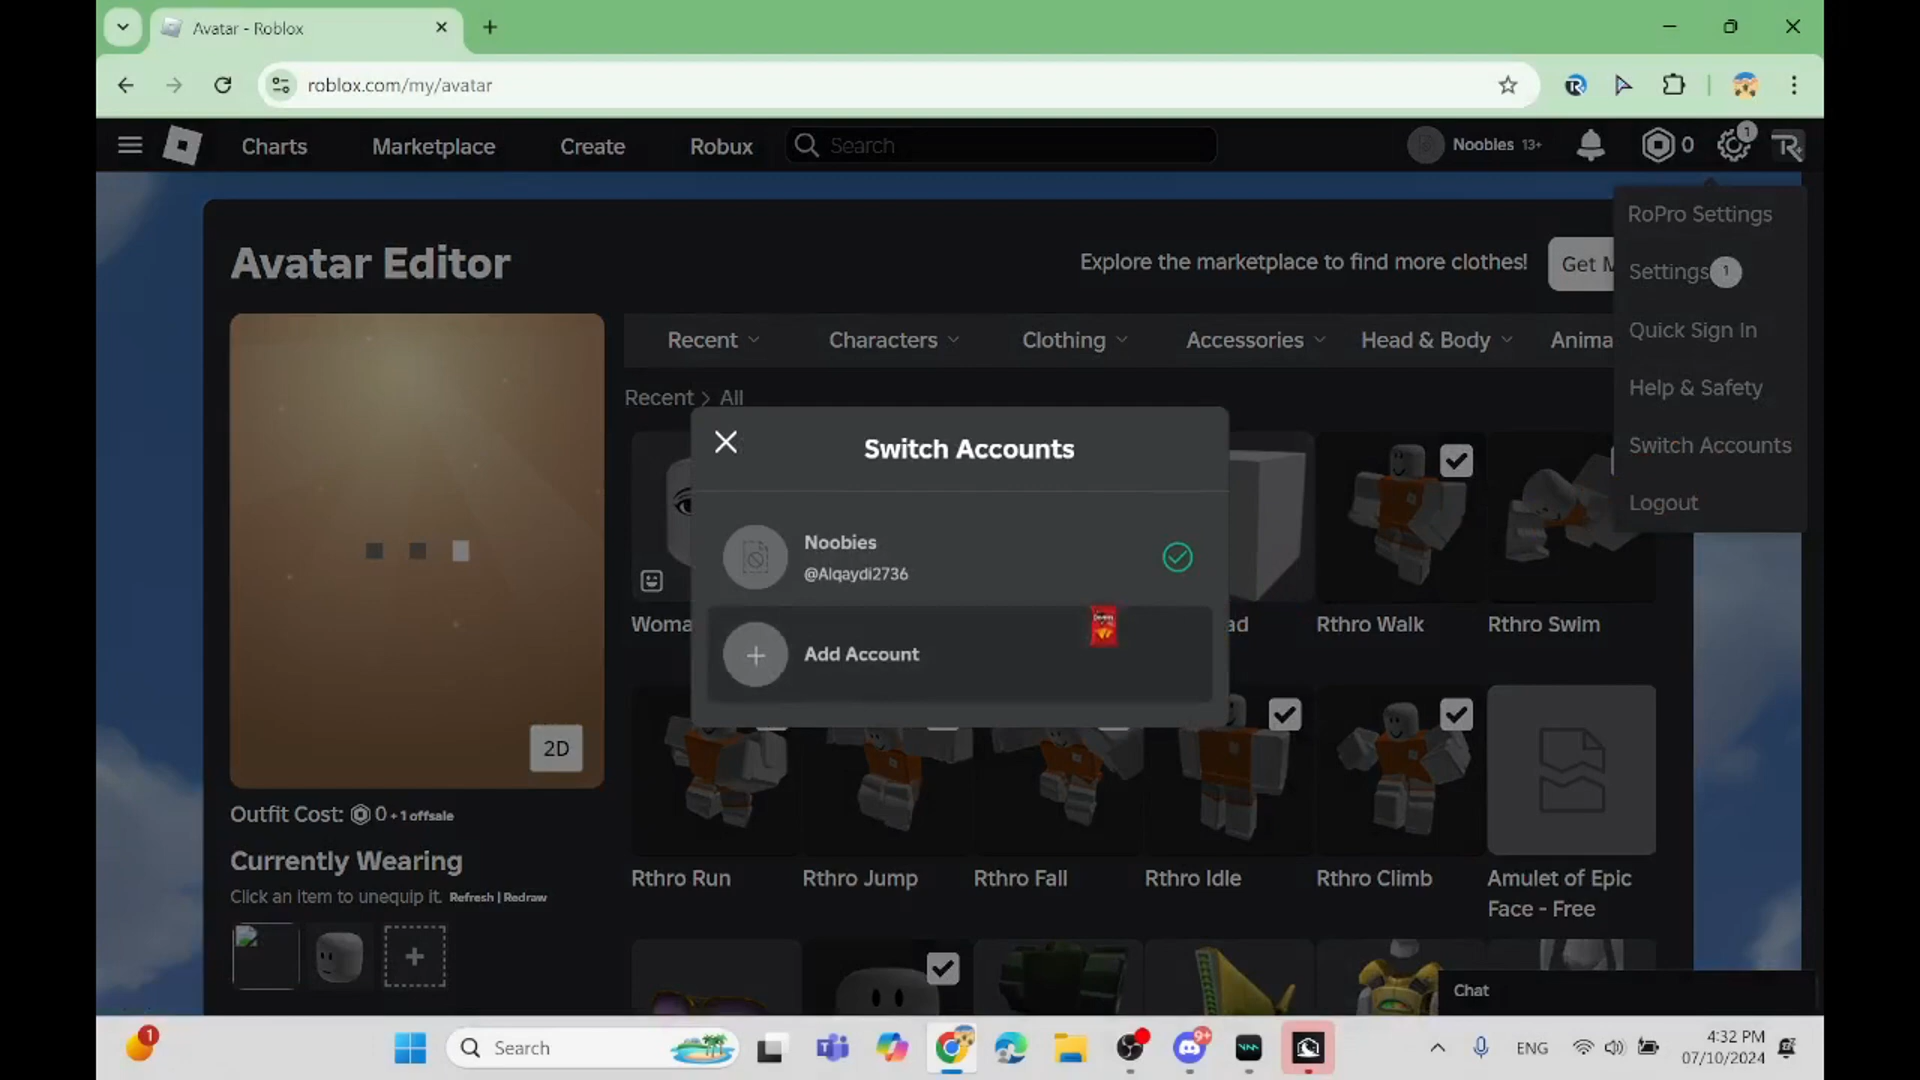 Avatar - Roblox
roblox.com/my/avatar
Charts
Marketplace
Create
Robux
Search
Noobles 13+
0
1
RoPro Settings
Settings 1
Quick Sign In
Help & Safety
Switch Accounts
Logout
Avatar Editor
Explore the marketplace to find more clothes!
Get M
Recent
Characters
Clothing
Accessories
Head & Body
Anima
Recent > All
Switch Accounts
Noobies
@Alqaydi2736
Add Account
Woma
ad
Rthro Walk
Rthro Swim
2D
Rthro Run
Rthro Jump
Rthro Fall
Rthro Idle
Rthro Climb
Amulet of Epic
Face - Free
Outfit Cost: 0 + 1 offsale
Currently Wearing
Click an item to unequip it. Refresh | Redraw
Chat
1
Search
9+
ENG
4:32 PM
07/10/2024